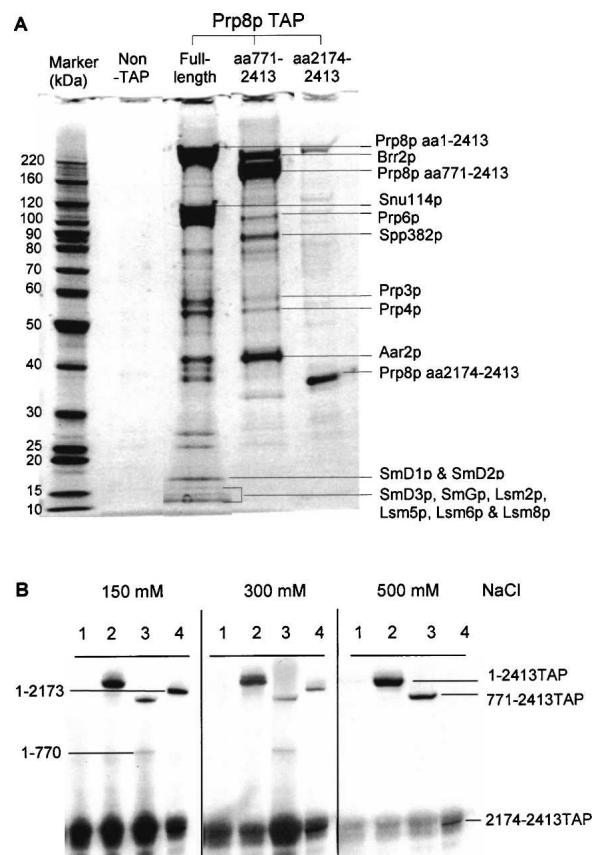 A
Prp8p TAP
Marker (kDa)
Non -TAP
Full-length
aa771-2413
aa2174-2413
220
160
120
100
90
80
70
60
50
40
30
25
20
15
10
Prp8p aa1-2413
Brr2p
Prp8p aa771-2413
Snu114p
Prp6p
Spp382p
Prp3p
Prp4p
Aar2p
Prp8p aa2174-2413
SmD1p & SmD2p
SmD3p, SmGp, Lsm2p,
Lsm5p, Lsm6p & Lsm8p
B
150 mM 300 mM 500 mM NaCl
1 2 3 4 1 2 3 4 1 2 3 4
1-2173
1-770
1-2413TAP
771-2413TAP
2174-2413TAP